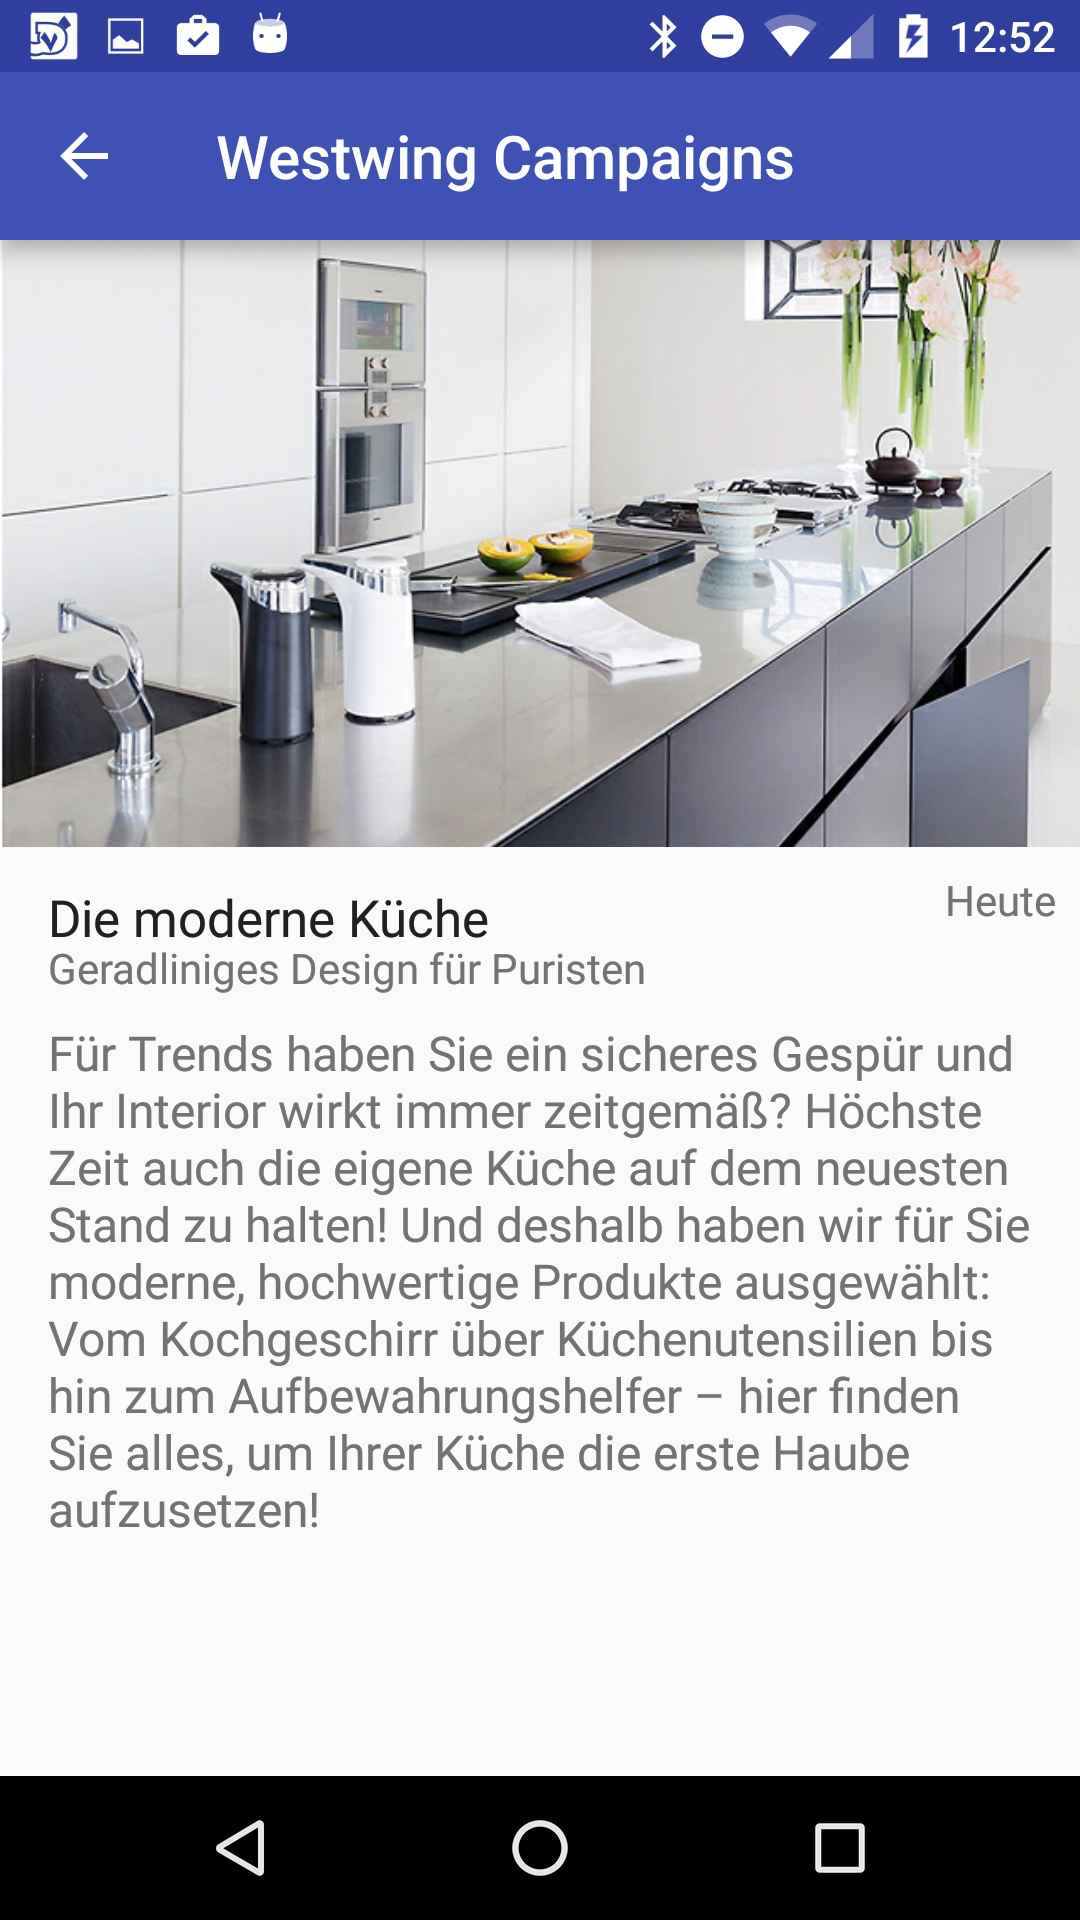 12:52
Westwing Campaigns
Die moderne Küche
Heute
Geradliniges Design für Puristen
Für Trends haben Sie ein sicheres Gespür und
Ihr Interior wirkt immer zeitgemäß? Höchste
Zeit auch die eigene Küche auf dem neuesten
Stand zu halten! Und deshalb haben wir für Sie
moderne, hochwertige Produkte ausgewählt:
Vom Kochgeschirr über Küchenutensilien bis
hin zum Aufbewahrungshelfer – hier finden
Sie alles, um Ihrer Küche die erste Haube
aufzusetzen!